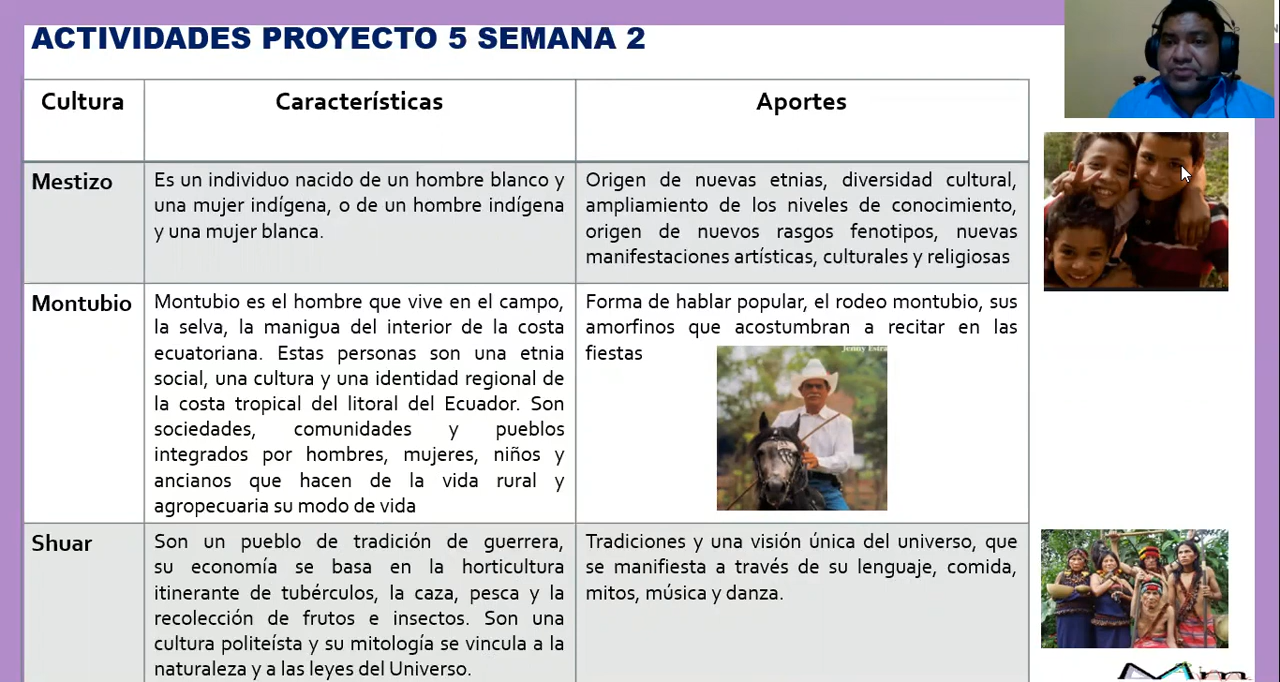 ACTIVIDADES PROYECTO 5 SEMANA 2
Cultura
Características
Aportes
Mestizo
Es un individuo nacido de un hombre blanco y
una mujer indígena, o de un hombre indígena
y una mujer blanca.
Origen de nuevas etnias, diversidad cultural,
ampliamiento de los niveles de conocimiento,
origen de nuevos rasgos fenotipos, nuevas
manifestaciones artísticas, culturales y religiosas
Montubio
Montubio es el hombre que vive en el campo,
la selva, la manigua del interior de la costa
ecuatoriana. Estas personas son una etnia
social, una cultura y una identidad regional de
la costa tropical del litoral del Ecuador. Son
sociedades, comunidades y pueblos
integrados por hombres, mujeres, niños y
ancianos que hacen de la vida rural y
agropecuaria su modo de vida
Forma de hablar popular, el rodeo montubio, sus
amorfinos que acostumbran a recitar en las
fiestas
Jenny
Shuar
Son un pueblo de tradición de guerrera,
su economía se basa en la horticultura
itinerante de tubérculos, la caza, pesca y la
recolección de frutos e insectos. Son una
cultura politeísta y su mitología se vincula a la
naturaleza y a las leyes del Universo.
Tradiciones y una visión única del universo, que
se manifiesta a través de su lenguaje, comida,
mitos, música y danza.